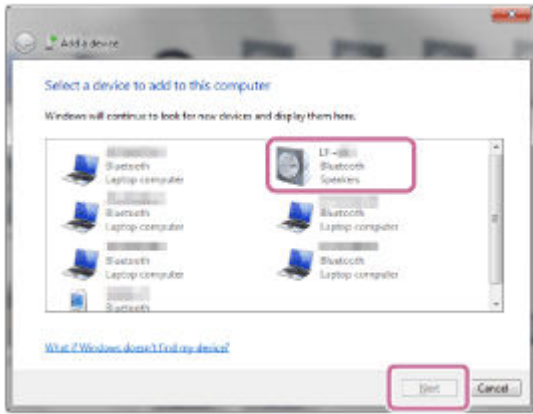 Add a device
Select a device to add to this computer
Windows will continue to look for new devices and display them here.
Bluetooth
Laptop computer
LF-
Bluetooth
Speakers
Bluetooth
Laptop computer
Bluetooth
Laptop computer
Bluetooth
Laptop computer
Bluetooth
Laptop computer
Bluetooth
What if Windows doesn't find my device?
Next
Cancel